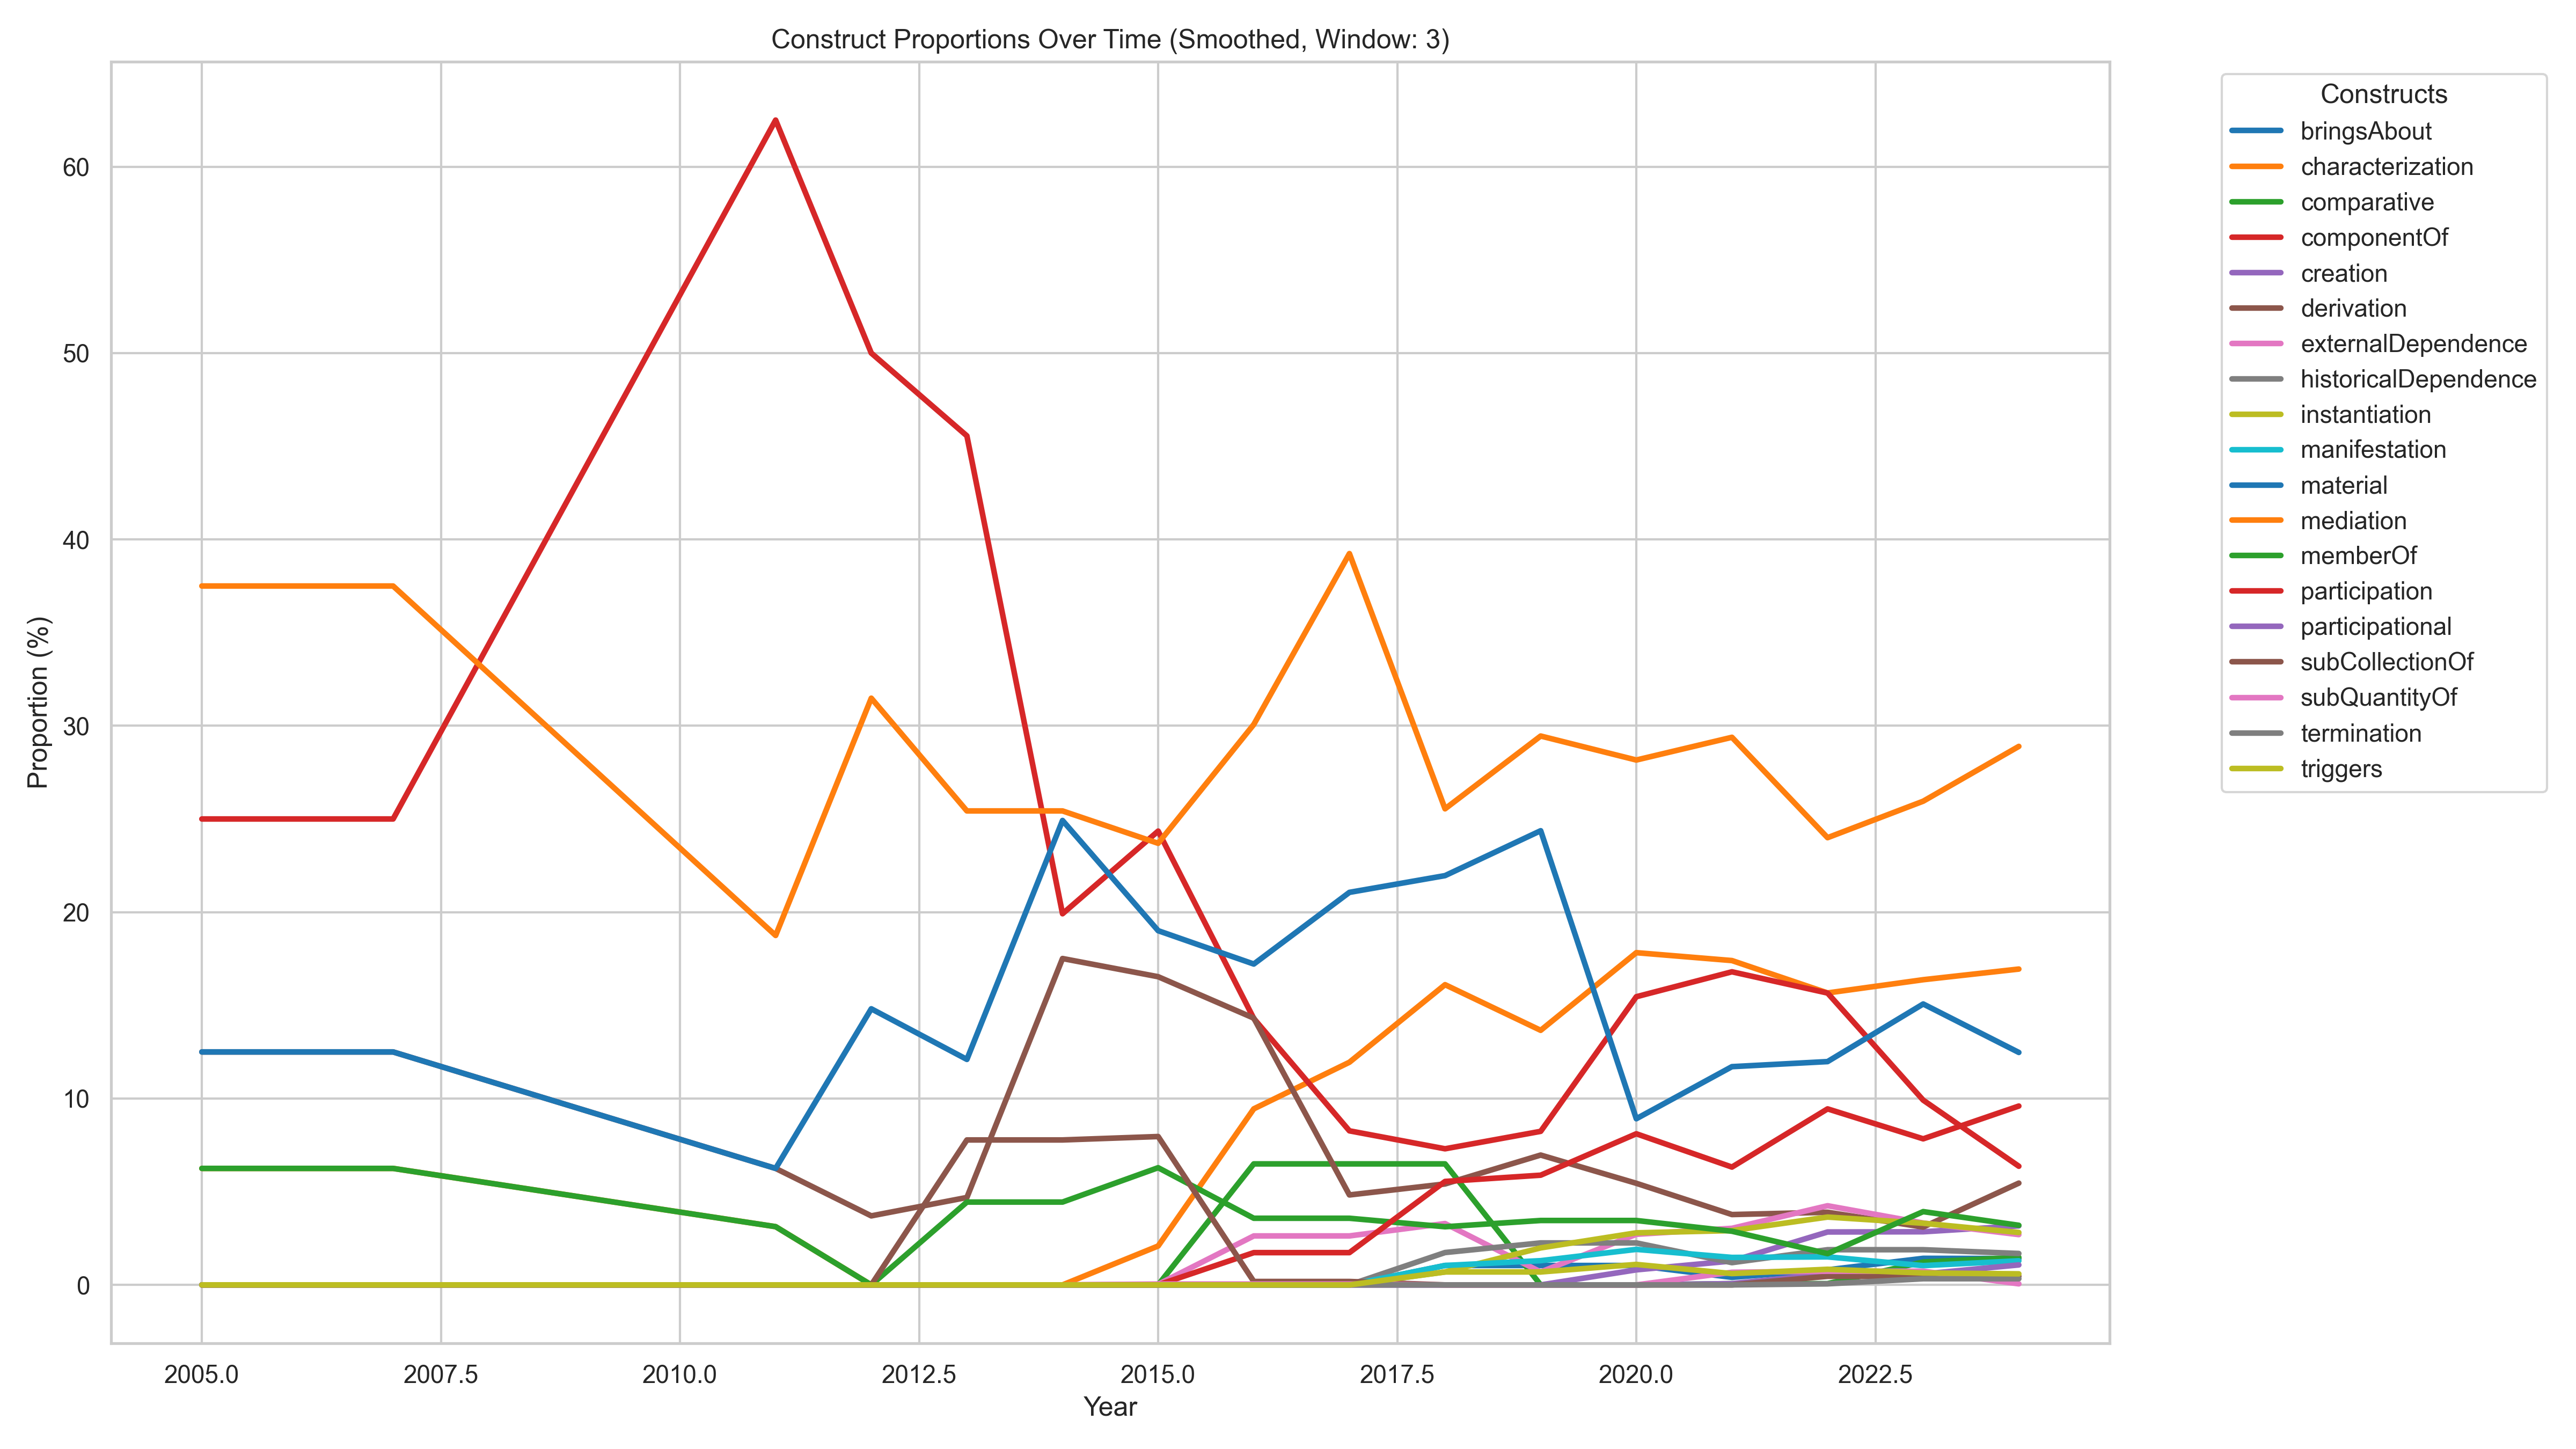 Construct Proportions Over Time (Smoothed, Window: 3)
Proportion (%)
60
50
40
30
20
10
0
2005.0
2007.5
2010.0
2012.5
2015.0
2017.5
2020.0
2022.5
Year
Constructs
bringsAbout
characterization
comparative
componentOf
creation
derivation
externalDependence
historicalDependence
instantiation
manifestation
material
mediation
memberOf
participation
participational
subCollectionOf
subQuantityOf
termination
triggers